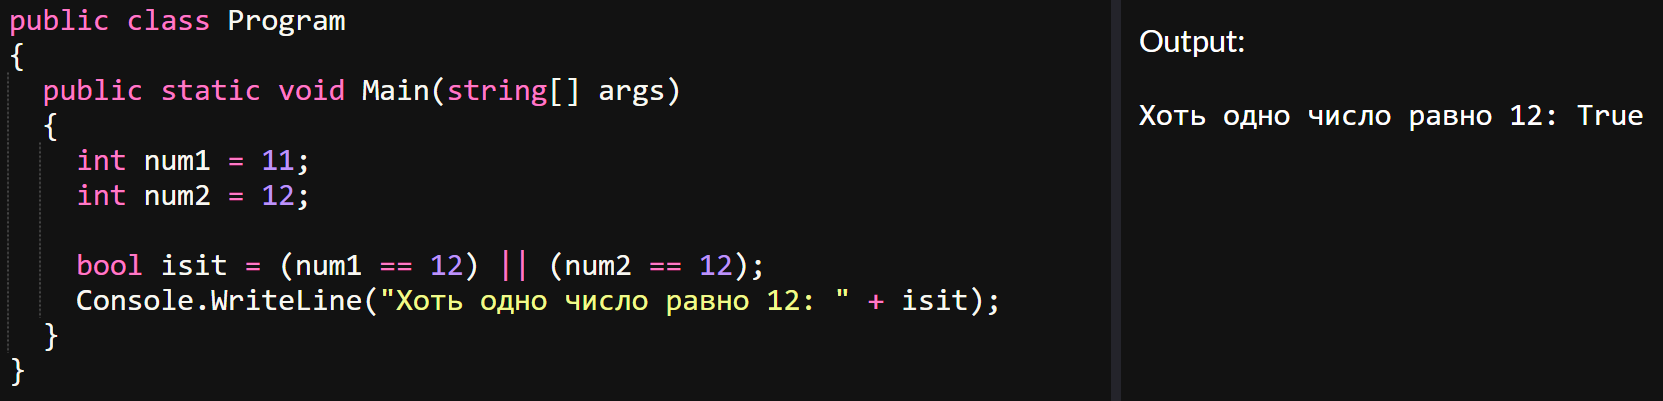 public class Program
{
public static void Main(string[] args)
{
int num1 = 11;
int num2 = 12;
bool isit = (num1 == 12) || (num2 == 12);
Console.WriteLine("Хоть одно число равно 12: " + isit);
}
}
Output:
Хоть одно число равно 12: True